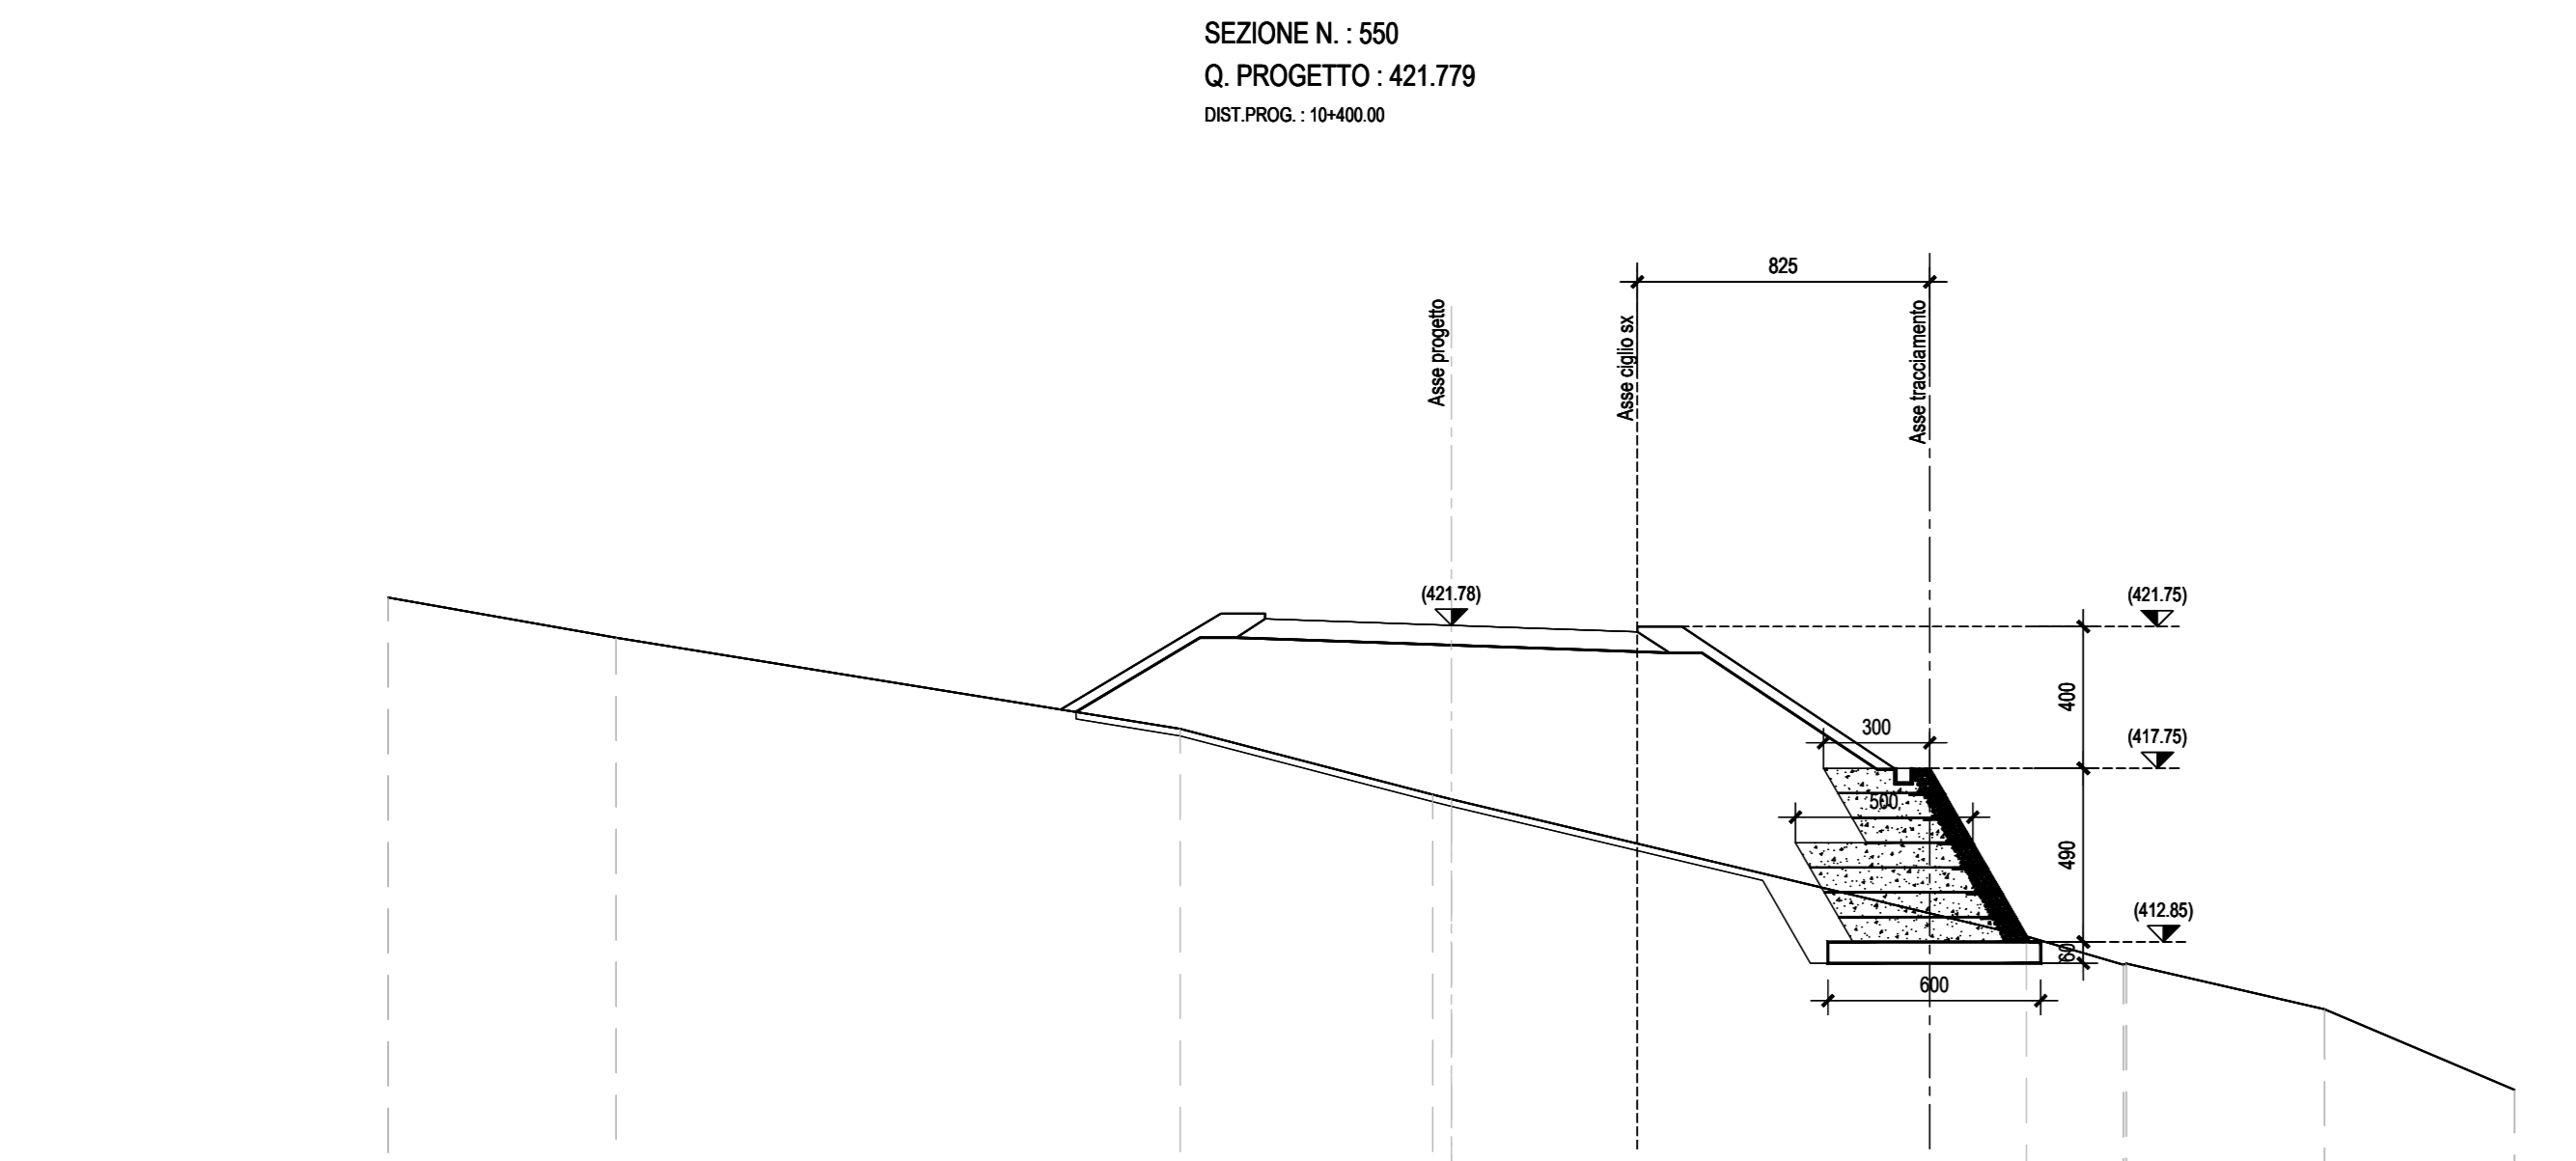 SEZIONE N. : 550
Q. PROGETTO : 421.779
DIST.PROG. : 10+400.00
825
Asse progetto
Asse ciglio sx
Asse tracciamento
(421.78)
(421.75)
400
300
(417.75)
500
490
(412.85)
60
600